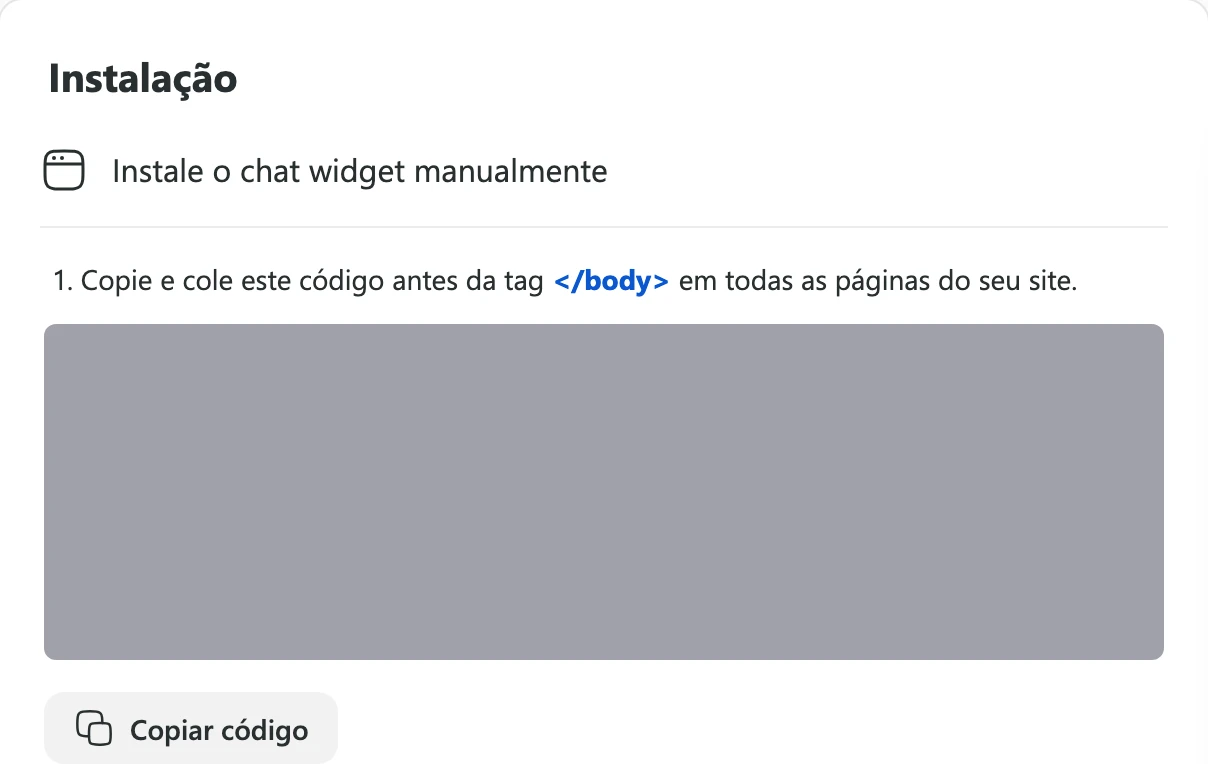 Instalação
Instale o chat widget manualmente
1. Copie e cole este código antes da tag </body> em todas as páginas do seu site.
Copiar código